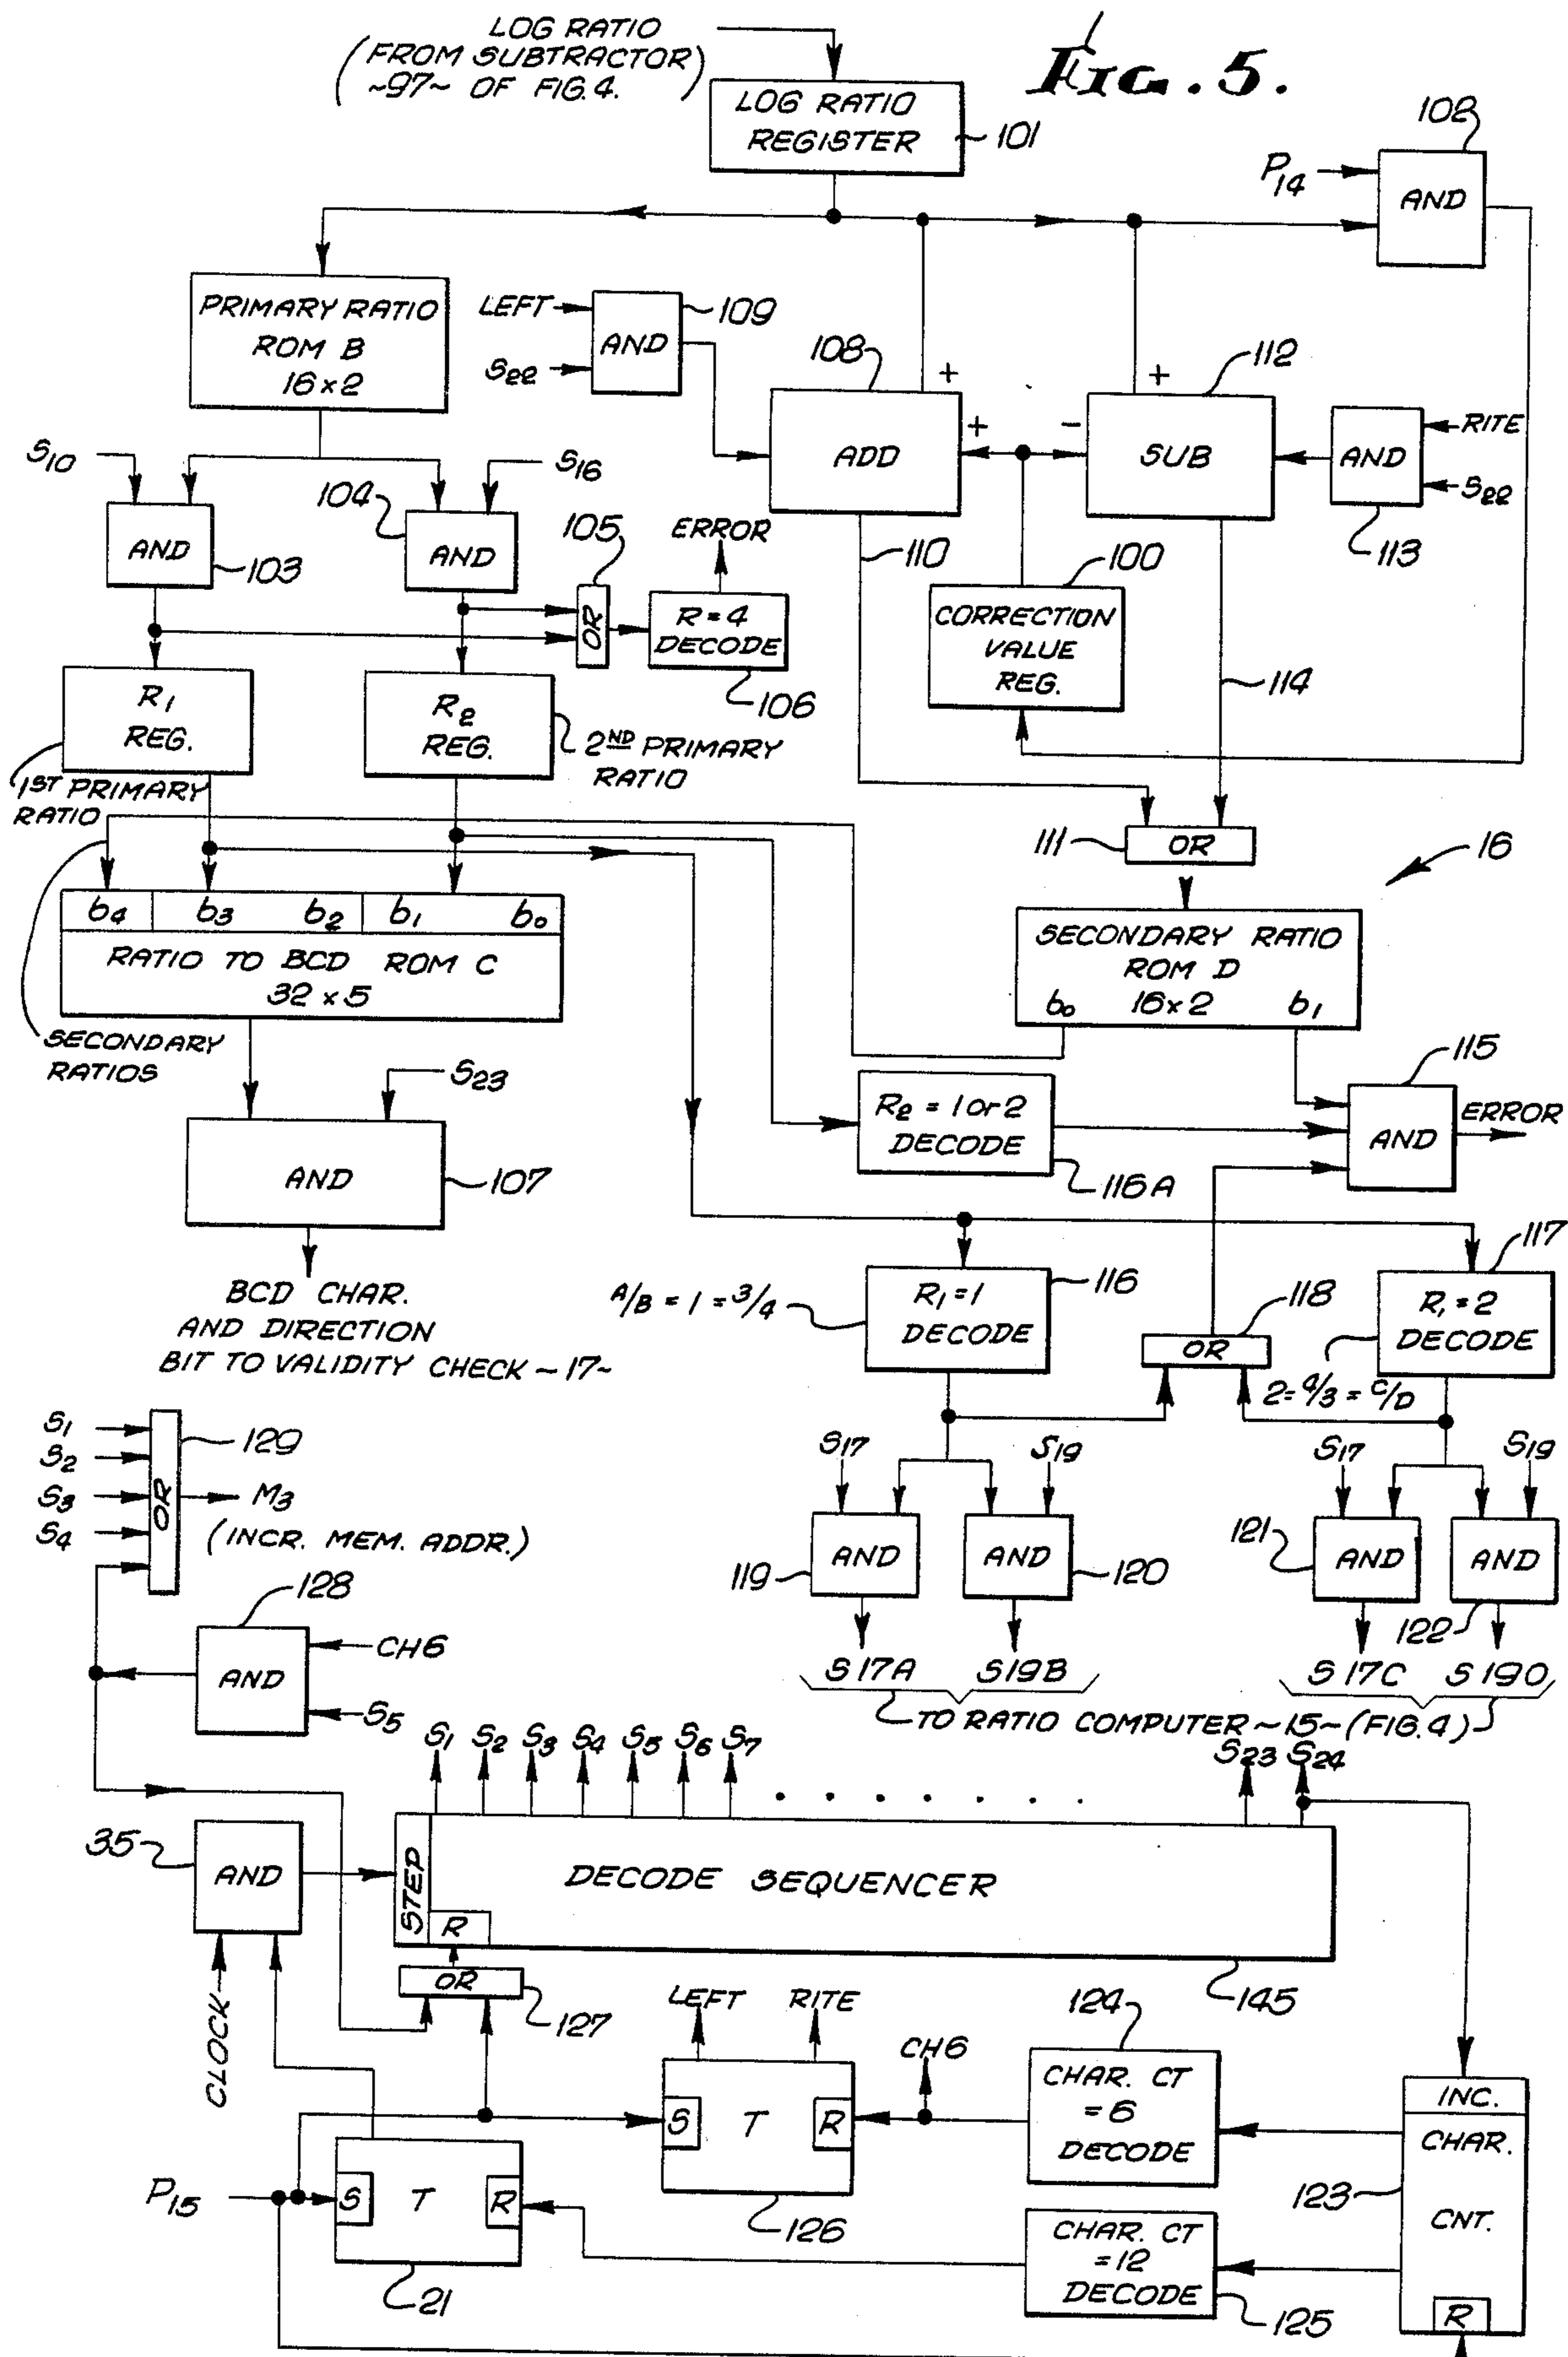 FIG. 5.
LOG RATIO
(FROM SUBTRACTOR)
~97~ OF FIG. 4.
LOG RATIO
REGISTER
101
P14
102
AND
PRIMARY RATIO
ROM B
16 x 2
LEFT
S22
AND
109
108
+
+
ADD
112
+
-
SUB
AND
RITE
S22
113
S10
AND
103
104
S16
AND
105
OR
ERROR
R = 4
DECODE
106
110
100
CORRECTION
VALUE
REG.
114
R1
REG.
1ST PRIMARY
RATIO
R2
REG.
2ND PRIMARY
RATIO
111
OR
16
b4 b3 b2 b1 b0
RATIO TO BCD ROM C
32 x 5
SECONDARY
RATIOS
SECONDARY RATIO
ROM D
b0 16 x 2 b1
S23
AND
107
R2 = 1 or 2
DECODE
116A
115
AND
ERROR
BCD CHAR.
AND DIRECTION
BIT TO VALIDITY CHECK ~17~
A/B = 1 = 3/4
R1 = 1
DECODE
116
118
OR
117
R1 = 2
DECODE
2 = 4/3 = C/D
S1
S2
S3
S4
OR
129
M3
(INCR. MEM. ADDR.)
S17
S19
S17
S19
119
AND
AND
120
121
AND
AND
122
S17A
S19B
S17C
S19D
TO RATIO COMPUTER ~15~ (FIG. 4)
128
AND
CH6
S5
S1 S2 S3 S4 S5 S6 S7 . . . . . . . S23 S24
35
AND
CLOCK
STEP
R
DECODE SEQUENCER
145
OR
127
LEFT
RITE
S T R
126
CH6
124
CHAR. CT
= 6
DECODE
INC.
CHAR.
CNT.
R
123
P15
S T R
21
CHAR. CT
= 12
DECODE
125